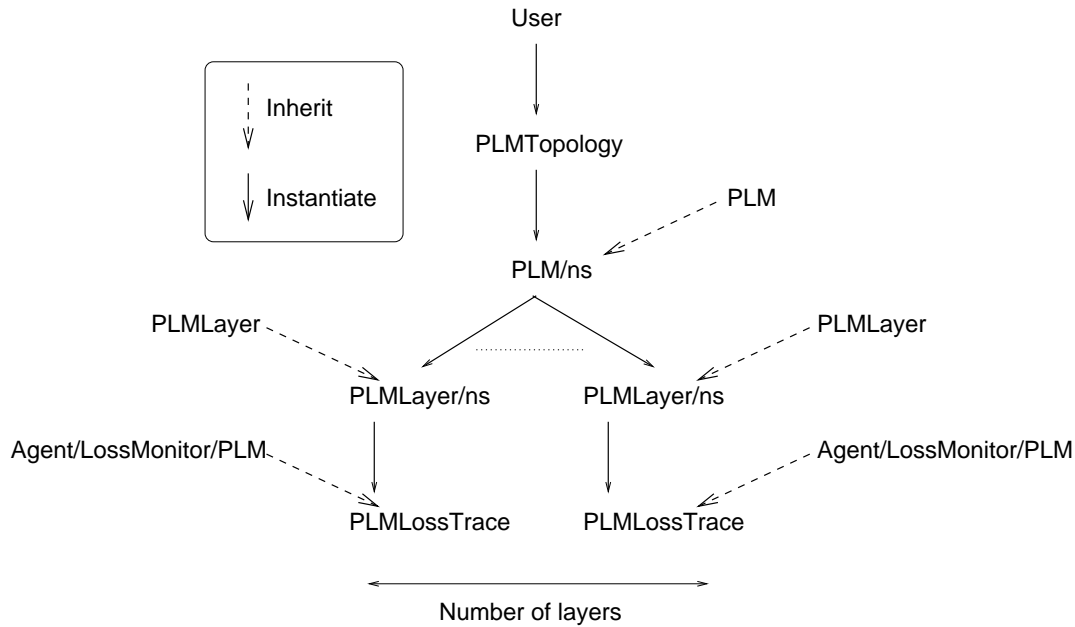 User
Inherit
PLMTopology
Instantiate
PLM
PLM/ns
PLMLayer
PLMLayer
PLMLayer/ns
PLMLayer/ns
Agent/LossMonitor/PLM
Agent/LossMonitor/PLM
PLMLossTrace
PLMLossTrace
Number of layers